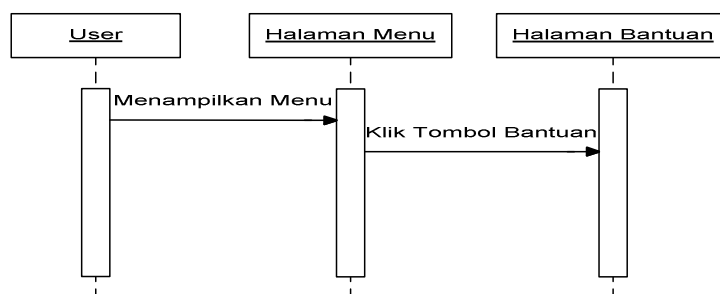 User
Halaman Menu
Halaman Bantuan
Menampilkan Menu
Klik Tombol Bantuan